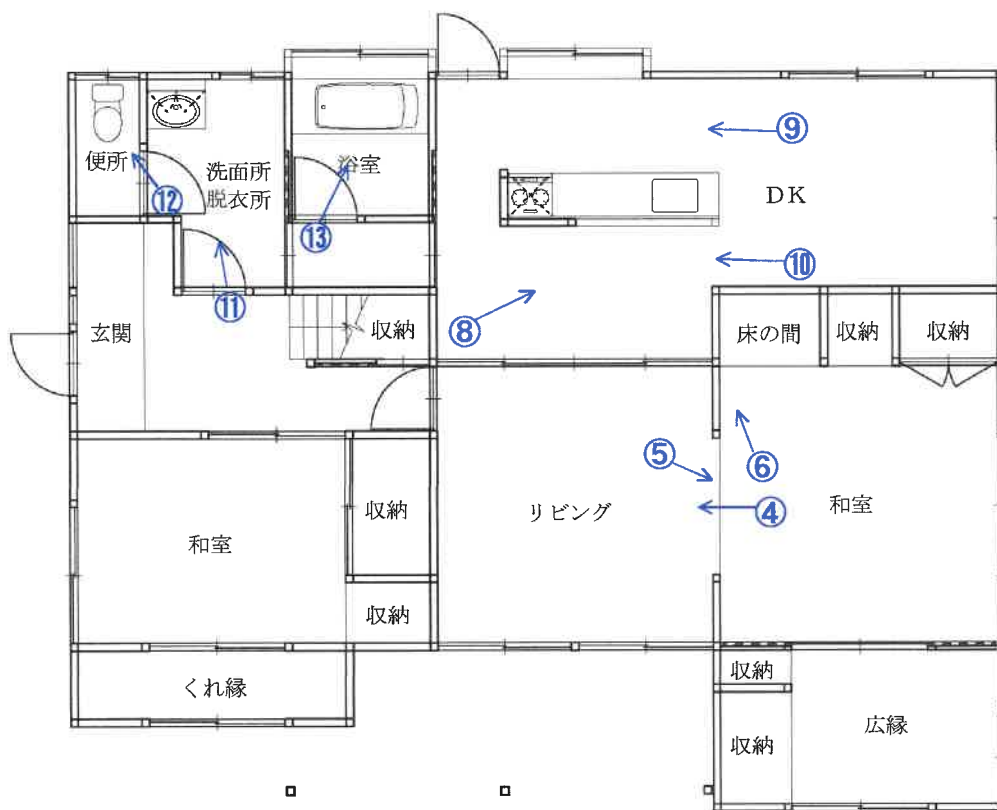 ⑨
便所
浴室
洗面所
脱衣所
⑫
DK
⑬
⑩
⑪
⑧
玄関
収納
床の間
収納
収納
⑤
⑥
収納
リビング
④
和室
和室
収納
収納
くれ縁
広縁
収納